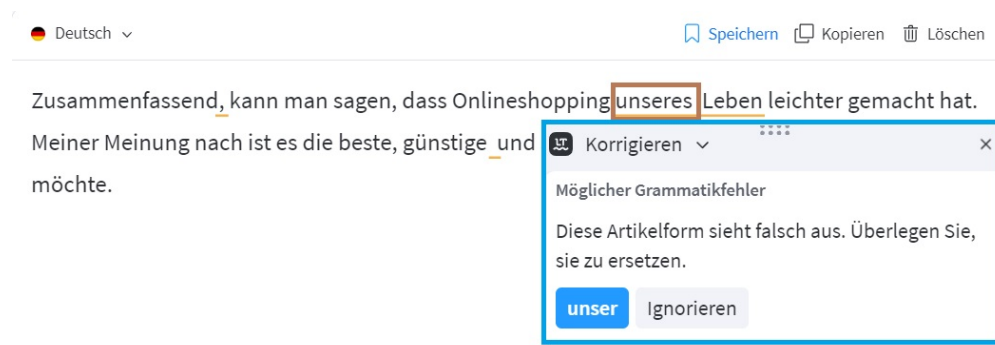 Deutsch Speichern Kopieren Löschen
Zusammenfassend, kann man sagen, dass Onlineshopping unseres Leben leichter gemacht hat.
Meiner Meinung nach ist es die beste, günstige und
möchte.
LT Korrigieren
Möglicher Grammatikfehler
Diese Artikelform sieht falsch aus. Überlegen Sie,
sie zu ersetzen.
unser Ignorieren